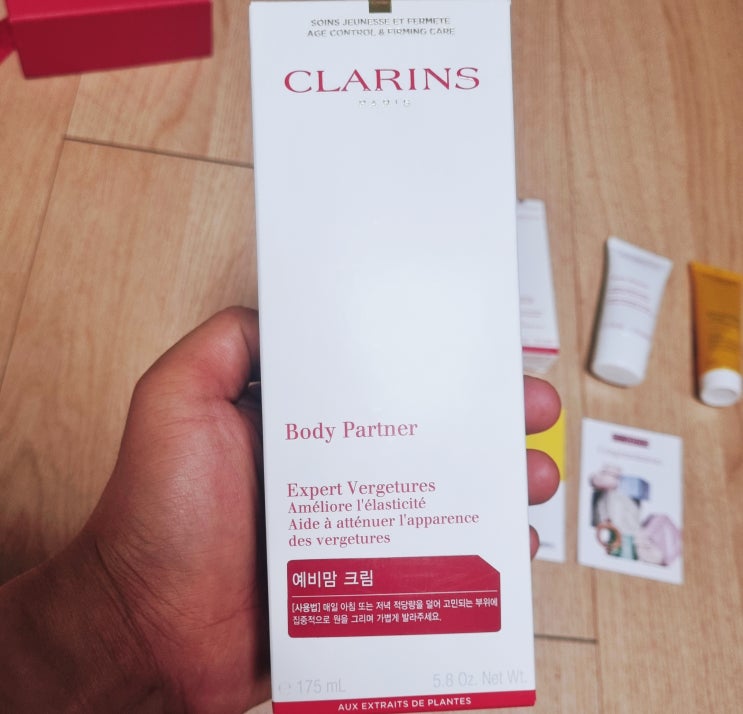 SOINS JEUNESSE ET FERMETE
AGE CONTROL & FIRMING CARE
CLARINS
PARIS
Body Partner
Expert Vergetures
Améliore l'élasticité
Aide à atténuer l'apparence
des vergetures
예비맘 크림
[사용법] 매일 아침 또는 저녁 적당량을 덜어 고민되는 부위에
집중적으로 원을 그리며 가볍게 발라주세요.
℮ 175 mL 5.8 Oz. Net Wt.
AUX EXTRAITS DE PLANTES